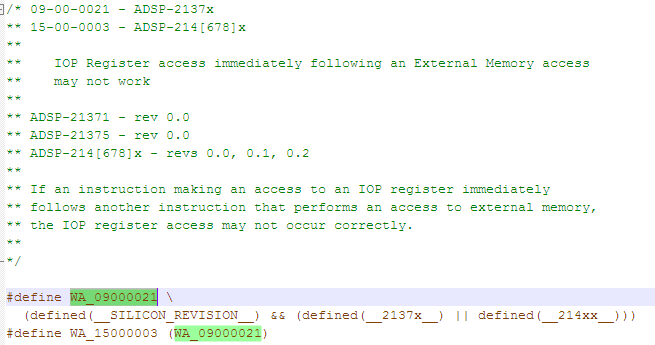 /* 09-00-0021 - ADSP-2137x
** 15-00-0003 - ADSP-214[678]x
**
**    IOP Register access immediately following an External Memory access
**    may not work
**
** ADSP-21371 - rev 0.0
** ADSP-21375 - rev 0.0
** ADSP-214[678]x - revs 0.0, 0.1, 0.2
**
** If an instruction making an access to an IOP register immediately
** follows another instruction that performs an access to external memory,
** the IOP register access may not occur correctly.
**
*/
#define WA_09000021 \
  (defined(__SILICON_REVISION__) && (defined(__2137x__) || defined(__214xx__)))
#define WA_15000003 (WA_09000021)